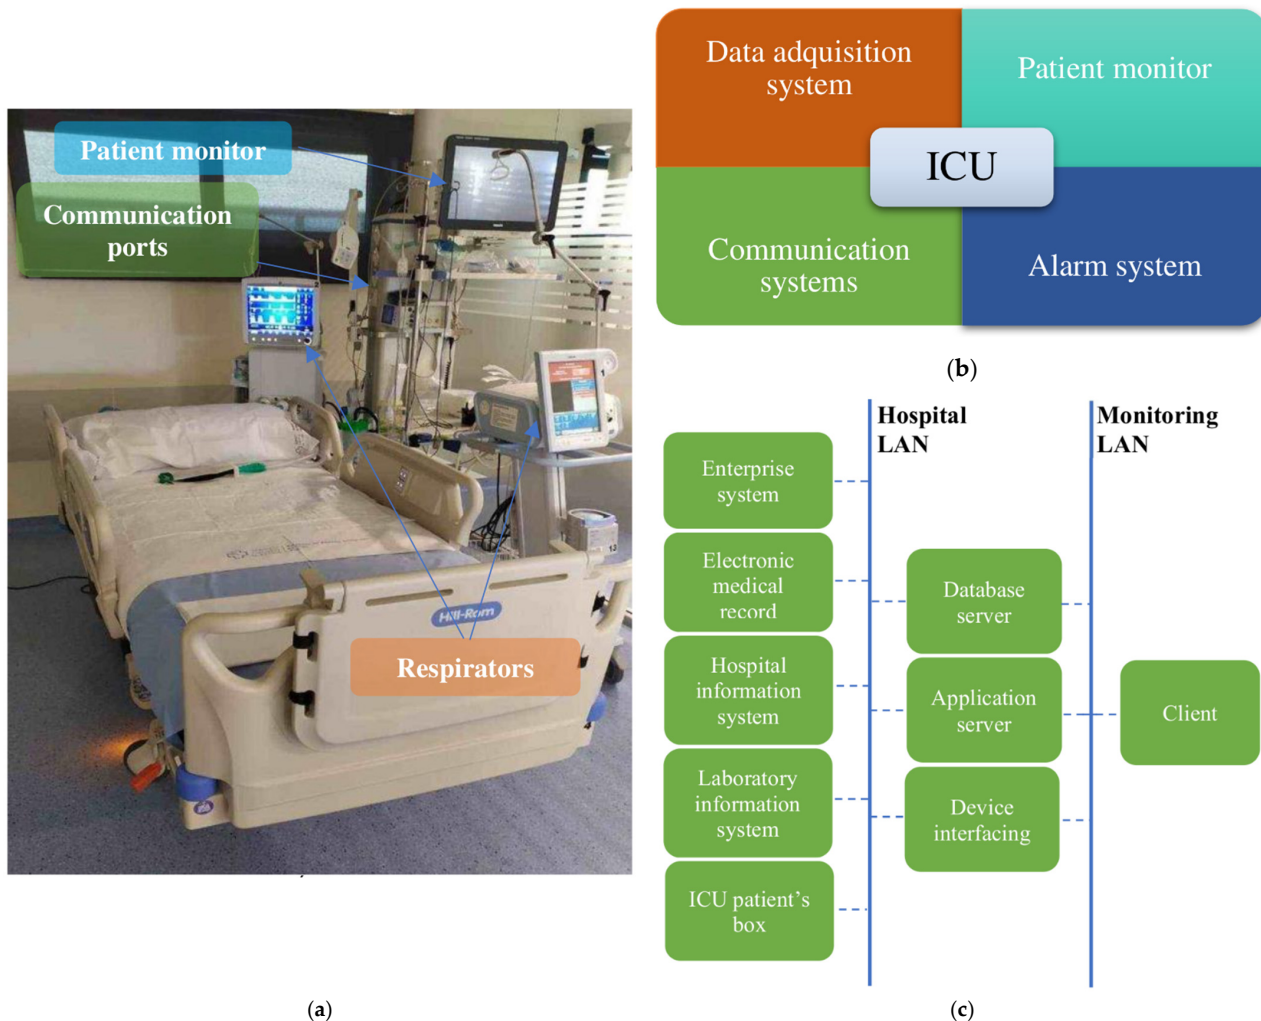 Patient monitor
Communication
ports
Hill-Rom
Respirators
12
(a)
Data adquisition
system
Patient monitor
ICU
Communication
systems
Alarm system
(b)
Hospital
LAN
Monitoring
LAN
Enterprise
system
Electronic
medical
record
Hospital
information
system
Laboratory
information
system
ICU patient's
box
Database
server
Application
server
Device
interfacing
Client
(c)